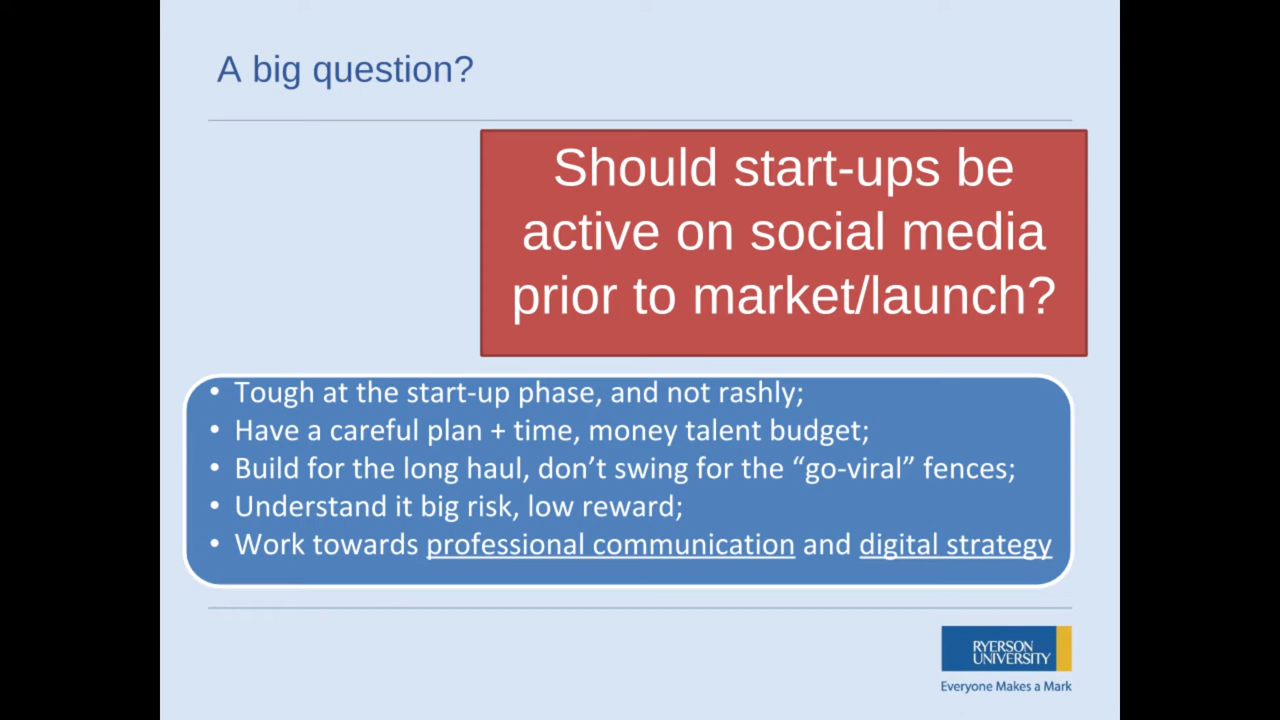 A big question?
Should start-ups be
active on social media
prior to market/launch?
• Tough at the start-up phase, and not rashly;
• Have a careful plan + time, money talent budget;
• Build for the long haul, don’t swing for the “go-viral” fences;
• Understand it big risk, low reward;
• Work towards professional communication and digital strategy
RYERSON
UNIVERSITY
Everyone Makes a Mark